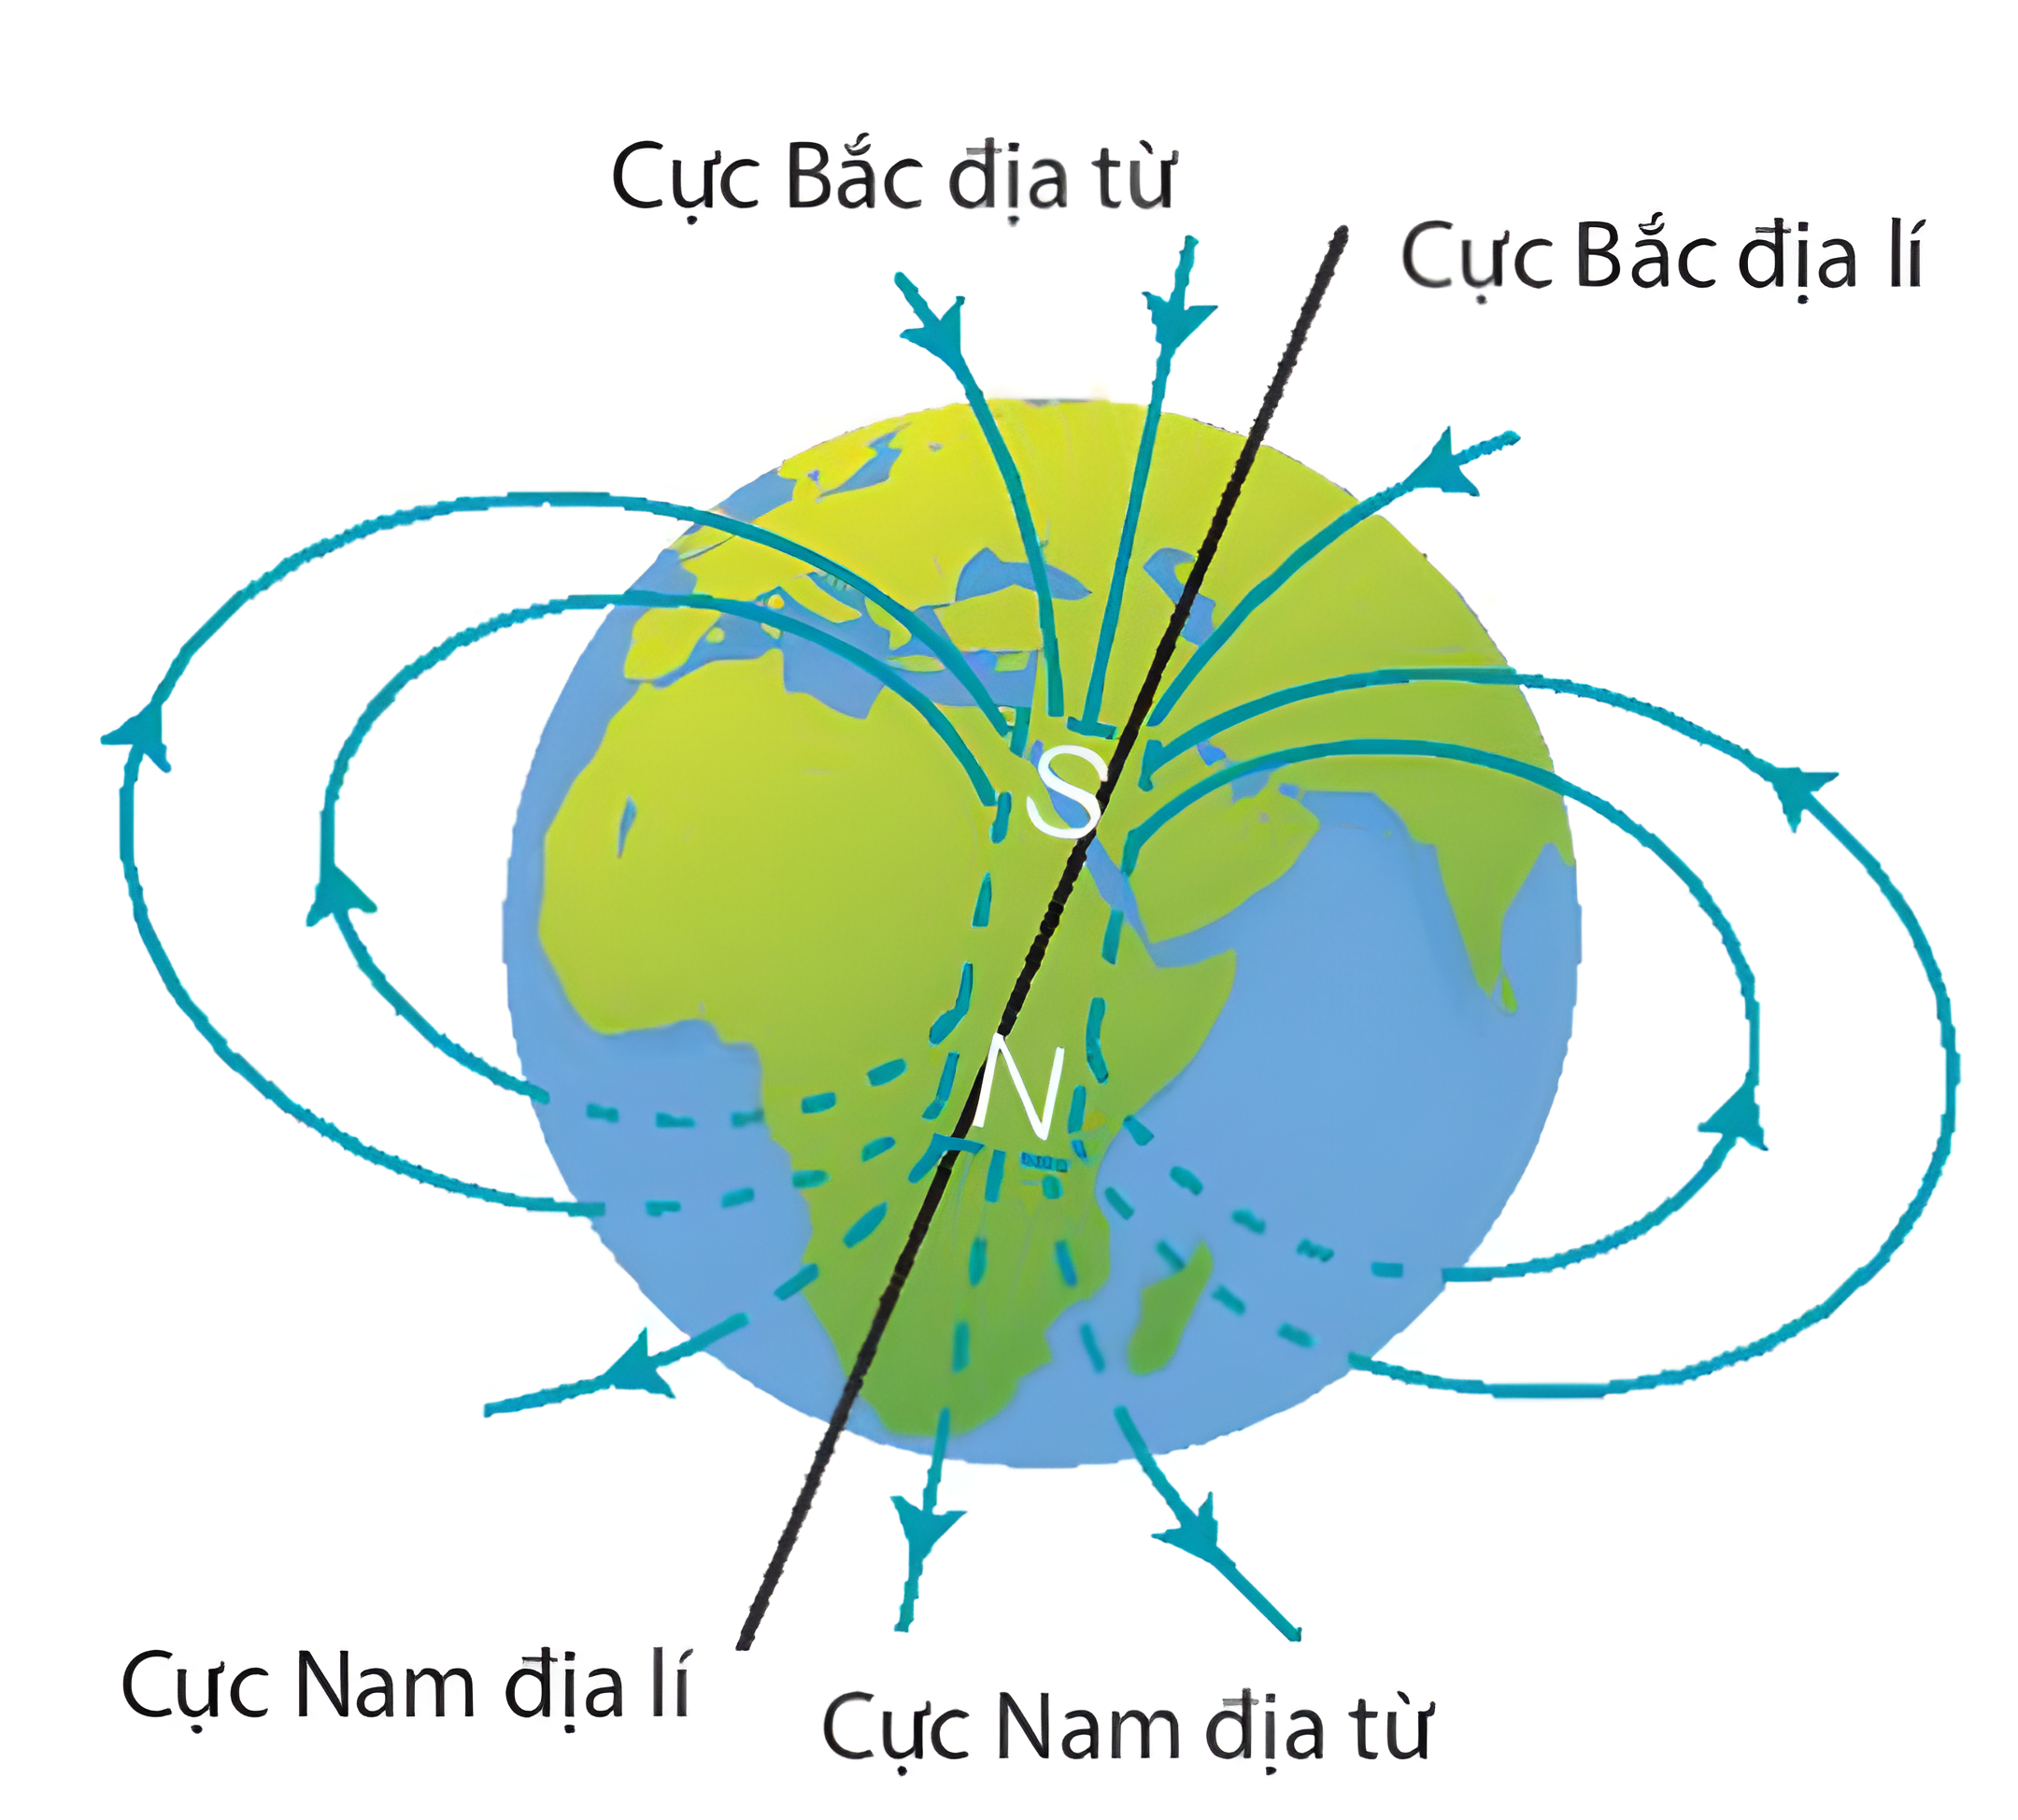 Cực Bắc địa từ
Cực Bắc địa lí
S
N
Cực Nam địa lí
Cực Nam địa từ